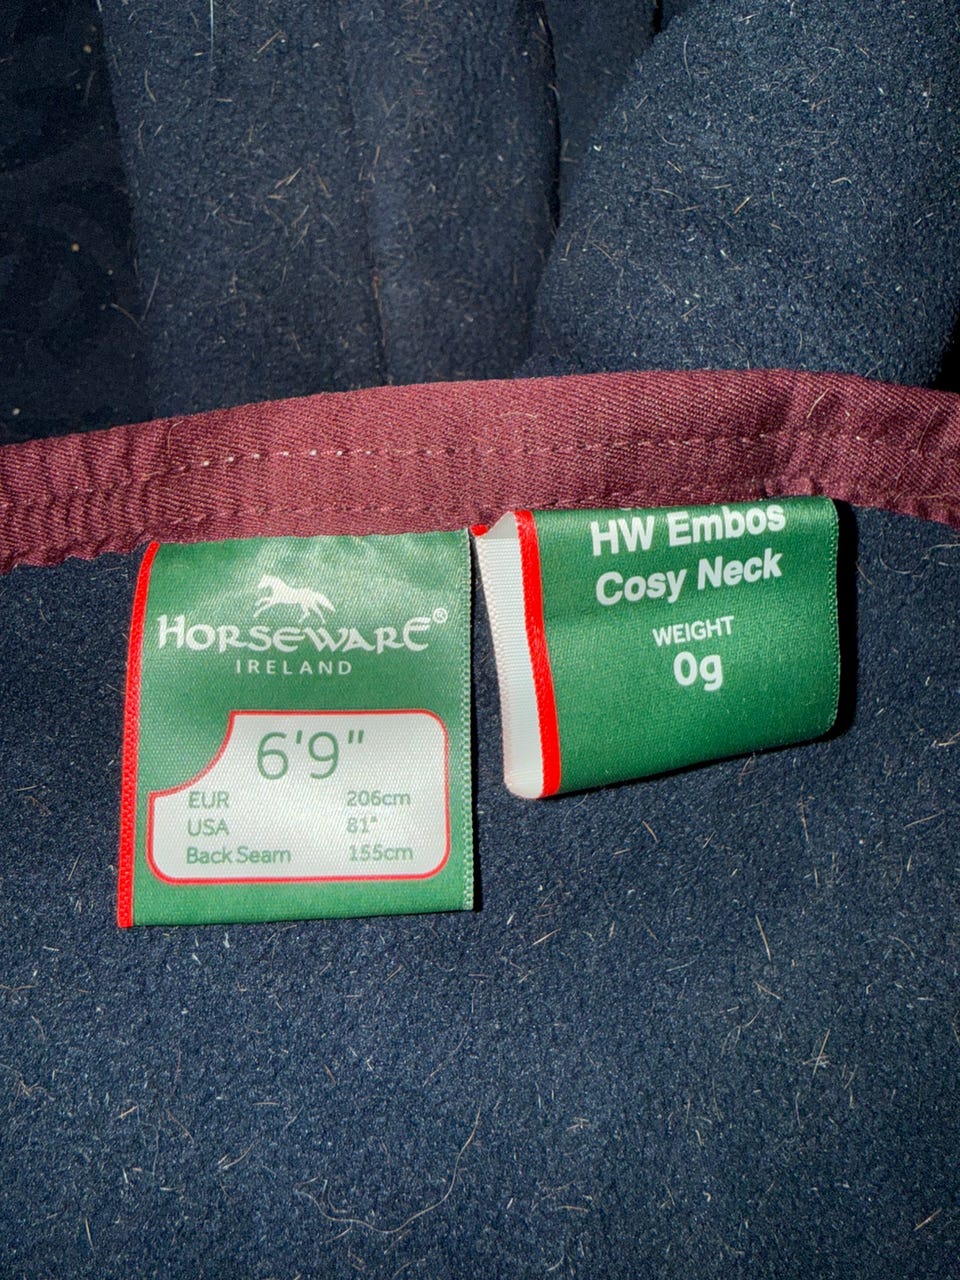 HORSEWARE®
IRELAND
6'9"
EUR 206cm
USA 81"
Back Seam 155cm
HW Embos
Cosy Neck
WEIGHT
0g